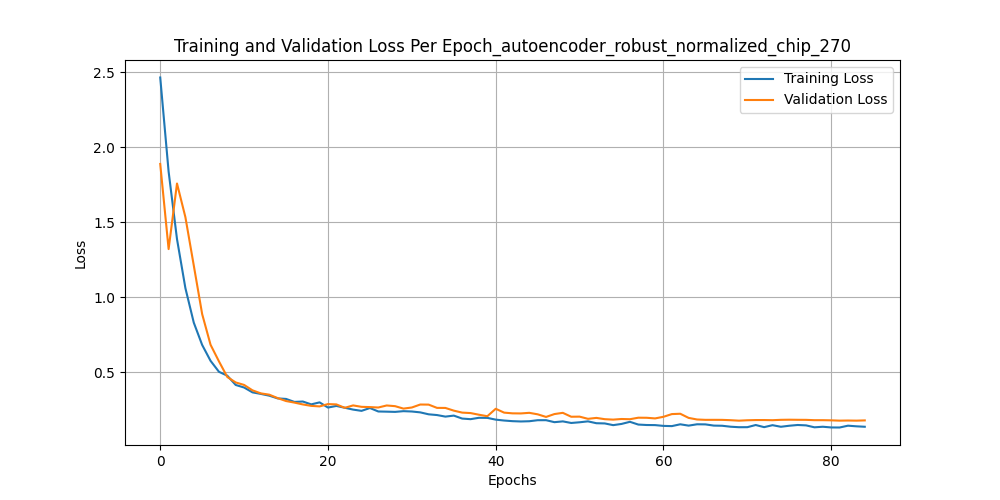 Training and Validation Loss Per Epoch_autoencoder_robust_normalized_chip_270
Training Loss
Validation Loss
2.5
2.0
1.5
1.0
0.5
Loss
0 20 40 60 80
Epochs